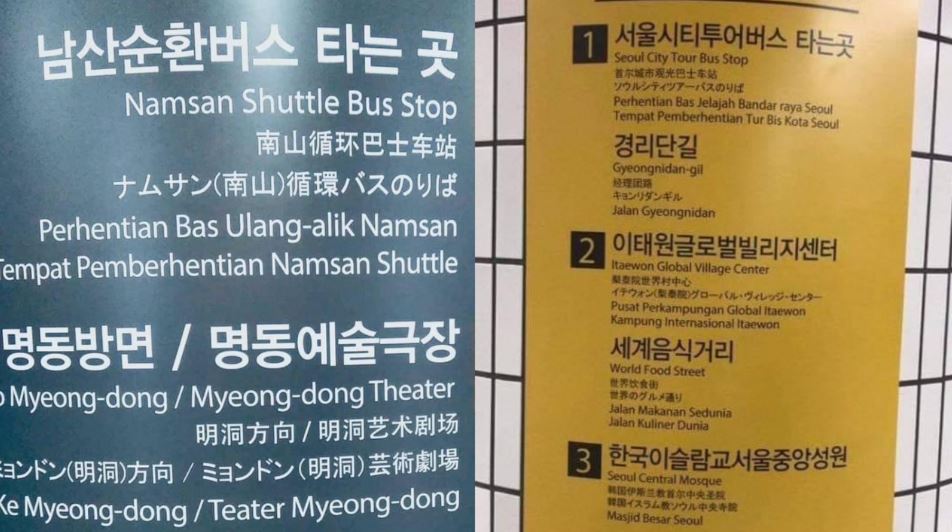 남산순환버스 타는 곳
Namsan Shuttle Bus Stop
南山循环巴士车站
ナムサン(南山)循環バスのりば
Perhentian Bas Ulang-alik Namsan
Tempat Pemberhentian Namsan Shuttle
명동방면 / 명동예술극장
Myeong-dong / Myeong-dong Theater
明洞方向 / 明洞艺术剧场
ミョンドン(明洞)方向 / ミョンドン(明洞)芸術劇場
Ke Myeong-dong / Teater Myeong-dong
1 서울시티투어버스 타는곳
Seoul City Tour Bus Stop
首尔城市观光巴士车站
ソウルシティツアーバスのりば
Perhentian Bas Jelajah Bandar raya Seoul
Tempat Pemberhentian Tur Bis Kota Seoul
경리단길
Gyeongnidan-gil
经理团路
キョンリダンギル
Jalan Gyeongnidan
2 이태원글로벌빌리지센터
Itaewon Global Village Center
梨泰院世界村中心
イテウォン(梨泰院)グローバル・ヴィレッジ・センター
Pusat Perkampungan Global Itaewon
Kampung Internasional Itaewon
세계음식거리
World Food Street
世界饮食街
世界のグルメ通り
Jalan Makanan Sedunia
Jalan Kuliner Dunia
3 한국이슬람교서울중앙성원
Seoul Central Mosque
韩国伊斯兰教首尔中央圣院
韓国イスラム教ソウル中央寺院
Masjid Besar Seoul